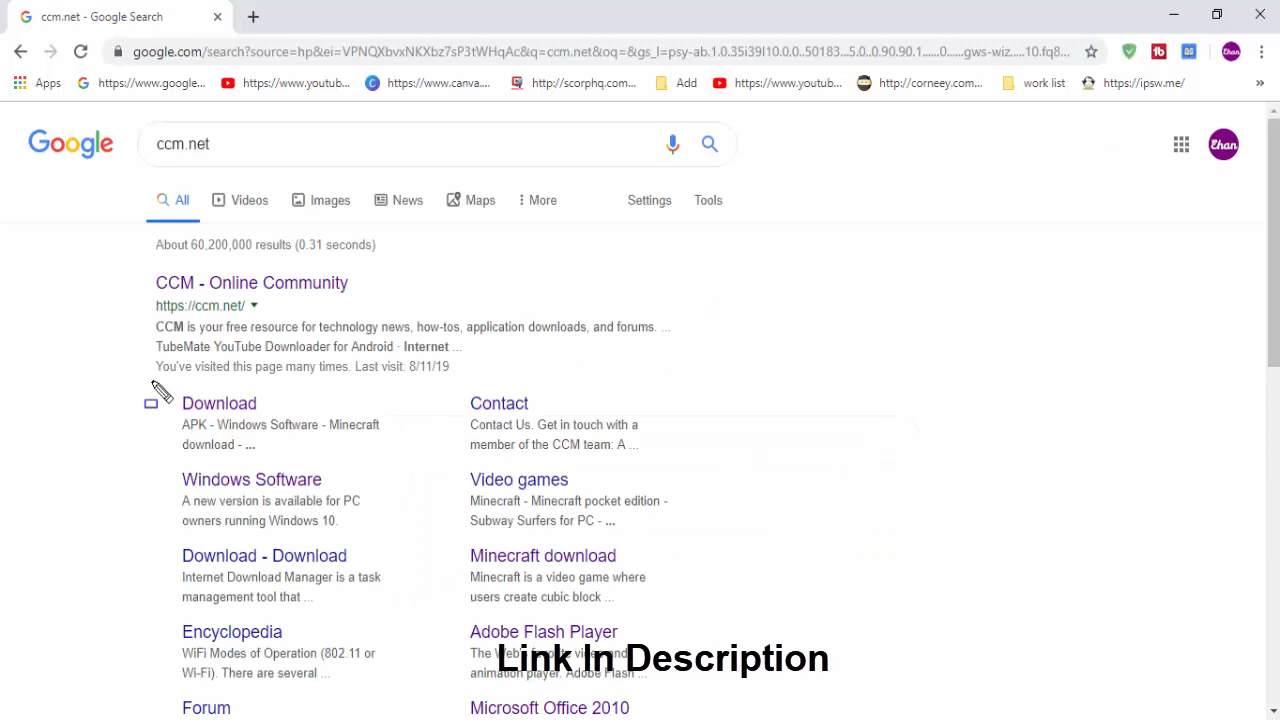 ccm.net - Google Search
google.com/search?source=hp&ei=VPNQXbvxNKXbz7sP3tWHqAc&q=ccm.net&oq=&gs_l=psy-ab.1.0.35i39l10.0.0..50183...5.0..0.90.90.1......0....gws-wiz.....10.fq8...
Apps
https://www.google...
https://www.youtub...
https://www.canva....
http://scorphq.com...
Add
https://www.youtub...
http://corneey.com/...
work list
https://ipsw.me/
»
Google
ccm.net
Ehan
All
Videos
Images
News
Maps
More
Settings
Tools
About 60,200,000 results (0.31 seconds)
CCM - Online Community
https://ccm.net/
CCM is your free resource for technology news, how-tos, application downloads, and forums. ...
TubeMate YouTube Downloader for Android · Internet ...
You've visited this page many times. Last visit: 8/11/19
Download
APK - Windows Software - Minecraft
download - ...
Contact
Contact Us. Get in touch with a
member of the CCM team: A ...
Windows Software
A new version is available for PC
owners running Windows 10.
Video games
Minecraft - Minecraft pocket edition -
Subway Surfers for PC - ...
Download - Download
Internet Download Manager is a task
management tool that ...
Minecraft download
Minecraft is a video game where
users create cubic block ...
Encyclopedia
WiFi Modes of Operation (802.11 or
Wi-Fi). There are several ...
Adobe Flash Player
The Web's video and
animation player. Adobe Flash ...
Link In Description
Forum
Microsoft Office 2010